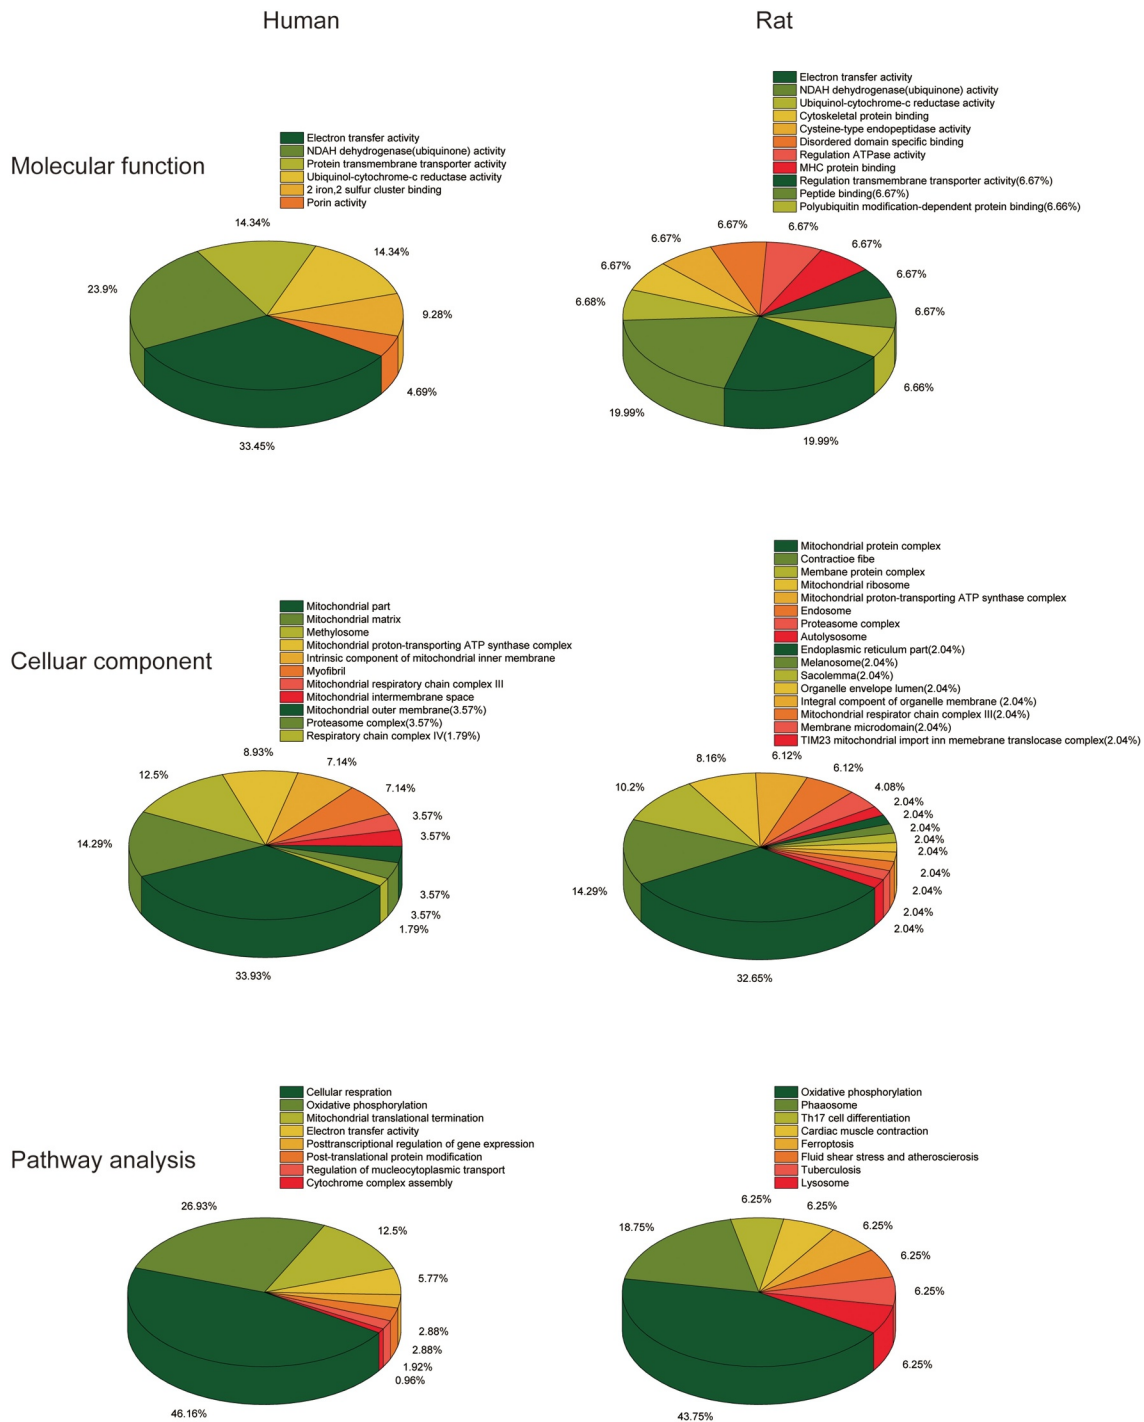 Human
Rat
Molecular function
Electron transfer activity
NDAH dehydrogenase(ubiquinone) activity
Protein transmembrane transporter activity
Ubiquinol-cytochrome-c reductase activity
2 iron,2 sulfur cluster binding
Porin activity
14.34%
14.34%
23.9%
9.28%
4.69%
33.45%
Electron transfer activity
NDAH dehydrogenase(ubiquinone) activity
Ubiquinol-cytochrome-c reductase activity
Cytoskeletal protein binding
Cysteine-type endopeptidase activity
Disordered domain specific binding
Regulation ATPase activity
MHC protein binding
Regulation transmembrane transporter activity(6.67%)
Peptide binding(6.67%)
Polyubiquitin modification-dependent protein binding(6.66%)
6.67%
6.67%
6.67%
6.67%
6.67%
6.67%
6.68%
6.67%
6.66%
19.99%
19.99%
Celluar component
Mitochondrial part
Mitochondrial matrix
Methylosome
Mitochondrial proton-transporting ATP synthase complex
Intrinsic component of mitochondrial inner membrane
Myofibril
Mitochondrial respiratory chain complex III
Mitochondrial intermembrane space
Mitochondrial outer membrane(3.57%)
Proteasome complex(3.57%)
Respiratory chain complex IV(1.79%)
8.93%
7.14%
12.5%
7.14%
3.57%
3.57%
14.29%
3.57%
3.57%
1.79%
33.93%
Mitochondrial protein complex
Contractioe fibe
Membane protein complex
Mitochondrial ribosome
Mitochondrial proton-transporting ATP synthase complex
Endosome
Proteasome complex
Autolysosome
Endoplasmic reticulum part(2.04%)
Melanosome(2.04%)
Sacolemma(2.04%)
Organelle envelope lumen(2.04%)
Integral compoent of organelle membrane (2.04%)
Mitochondrial respirator chain complex III(2.04%)
Membrane microdomain(2.04%)
TIM23 mitochondrial import inn memebrane translocase complex(2.04%)
8.16%
6.12%
6.12%
10.2%
4.08%
2.04%
2.04%
2.04%
2.04%
2.04%
2.04%
2.04%
2.04%
2.04%
14.29%
32.65%
Pathway analysis
Cellular respration
Oxidative phosphorylation
Mitochondrial translational termination
Electron transfer activity
Posttranscriptional regulation of gene expression
Post-translational protein modification
Regulation of mucleocytoplasmic transport
Cytochrome complex assembly
26.93%
12.5%
5.77%
2.88%
2.88%
1.92%
0.96%
46.16%
Oxidative phosphorylation
Phaaosome
Th17 cell differentiation
Cardiac muscle contraction
Ferroptosis
Fluid shear stress and atheroscierosis
Tuberculosis
Lysosome
6.25%
6.25%
18.75%
6.25%
6.25%
6.25%
6.25%
43.75%